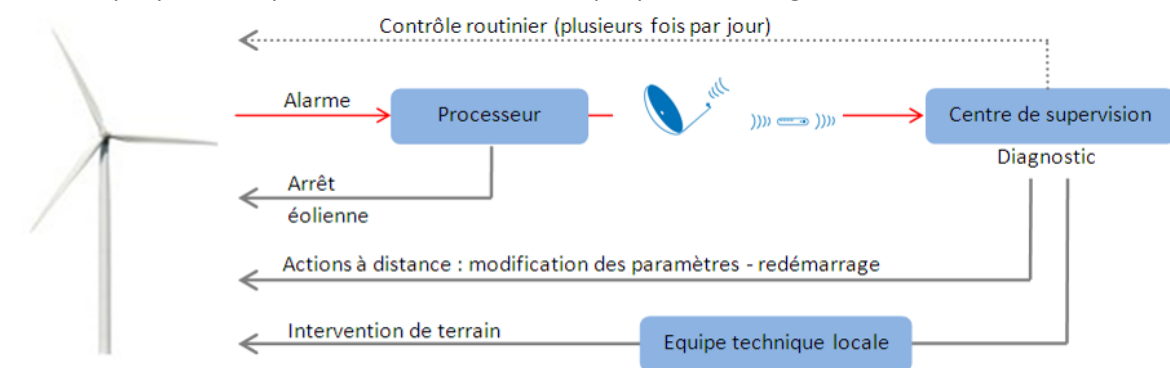 Contrôle routinier (plusieurs fois par jour)
Alarme
Processeur
Centre de supervision
Diagnostic
Arrêt
éolienne
Actions à distance : modification des paramètres - redémarrage
Intervention de terrain
Equipe technique locale